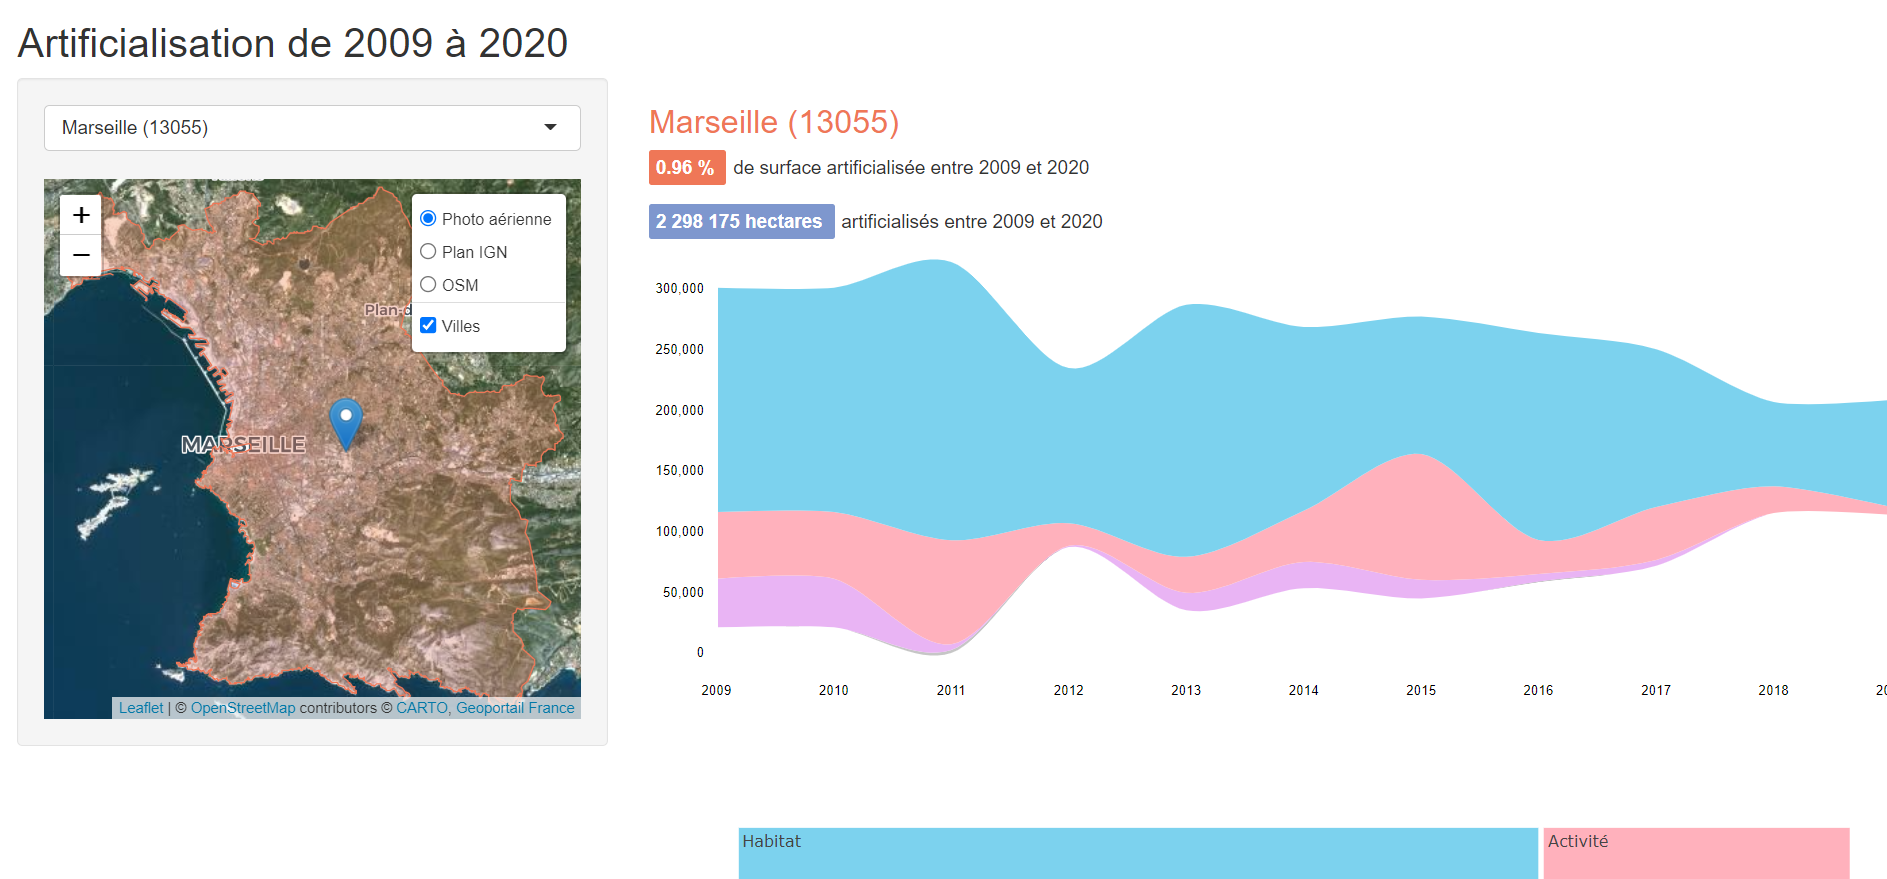 Artificialisation de 2009 à 2020
Marseille (13055)
+
−
Photo aérienne
Plan IGN
OSM
Villes
Plan-d
MARSEILLE
Leaflet | © OpenStreetMap contributors © CARTO, Geoportail France
Marseille (13055)
0.96 % de surface artificialisée entre 2009 et 2020
2 298 175 hectares artificialisés entre 2009 et 2020
300,000
250,000
200,000
150,000
100,000
50,000
0
2009 2010 2011 2012 2013 2014 2015 2016 2017 2018 20
Habitat Activité